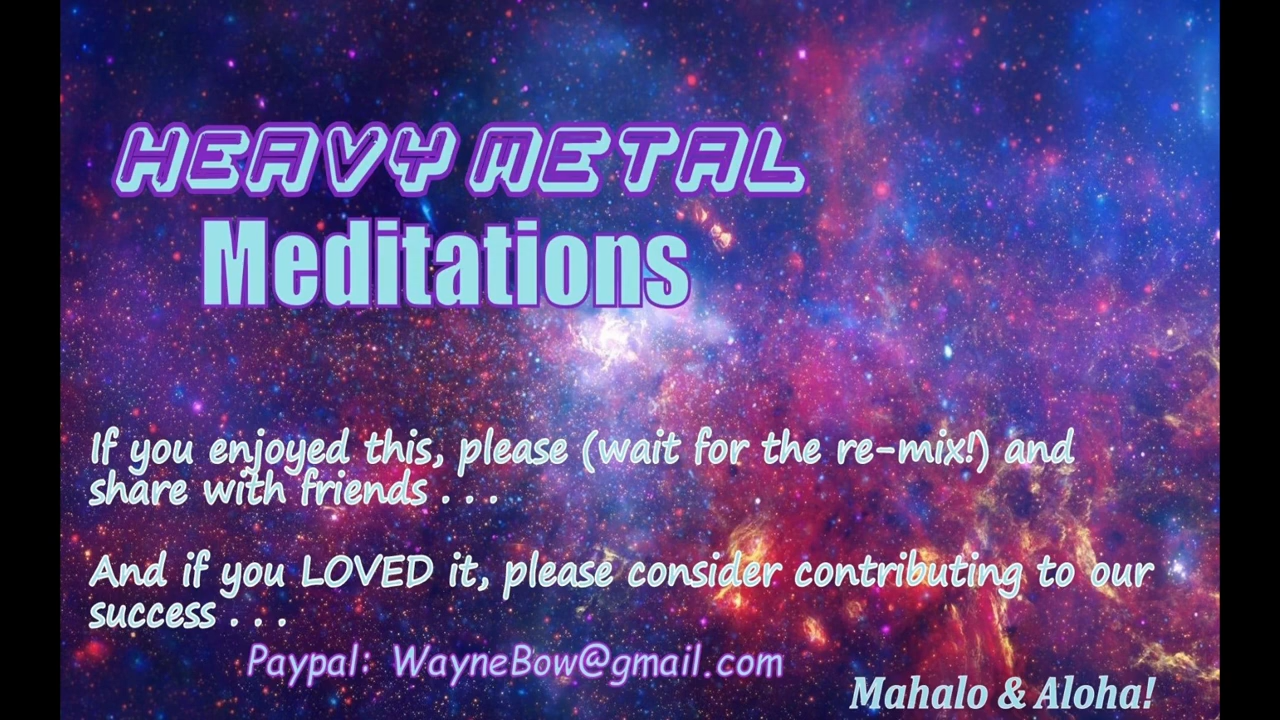 HEAVY METAL
Meditations
If you enjoyed this, please (wait for the re-mix!) and
share with friends . . .
And if you LOVED it, please consider contributing to our
success . . .
Paypal: WayneBow@gmail.com
Mahalo & Aloha!